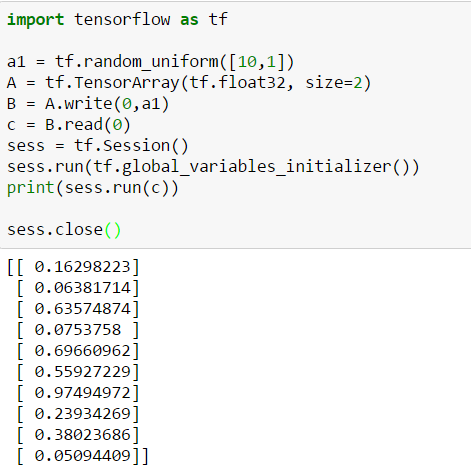 import tensorflow as tf
a1 = tf.random_uniform([10,1])
A = tf.TensorArray(tf.float32, size=2)
B = A.write(0,a1)
c = B.read(0)
sess = tf.Session()
sess.run(tf.global_variables_initializer())
print(sess.run(c))
sess.close()
[[ 0.16298223]
 [ 0.06381714]
 [ 0.63574874]
 [ 0.0753758 ]
 [ 0.69660962]
 [ 0.55927229]
 [ 0.97494972]
 [ 0.23934269]
 [ 0.38023686]
 [ 0.05094409]]